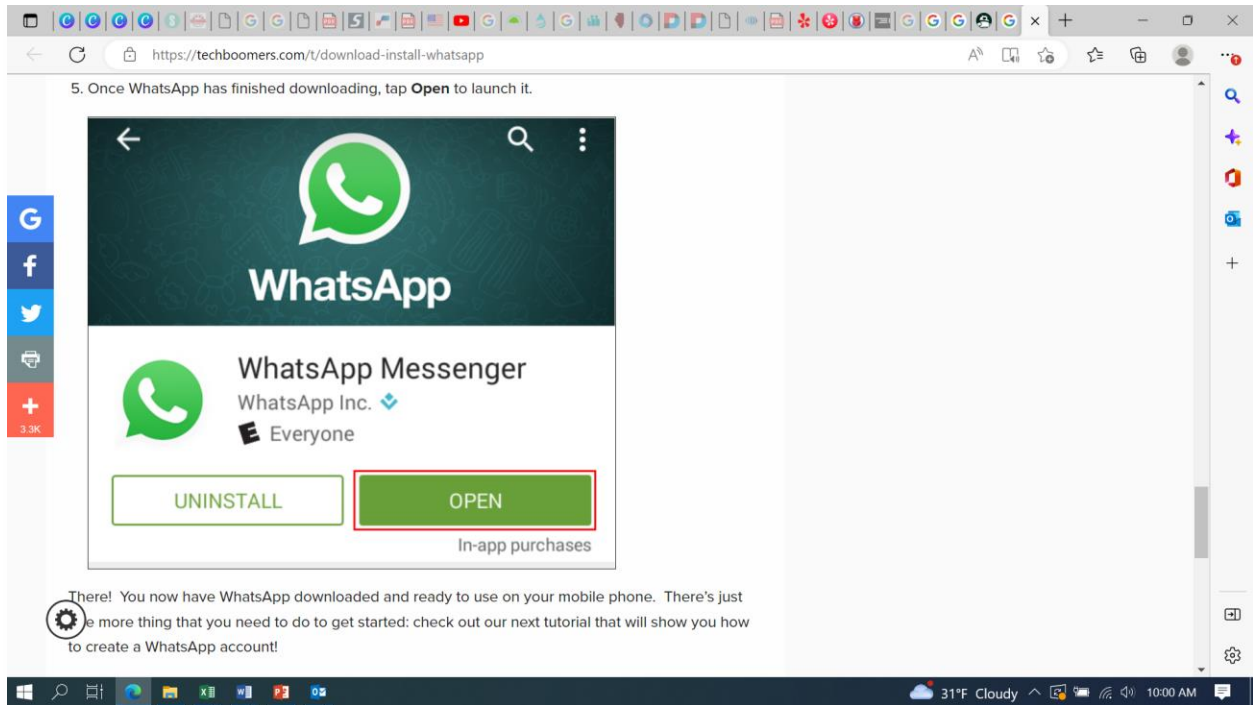 https://techboomers.com/t/download-install-whatsapp
5. Once WhatsApp has finished downloading, tap Open to launch it.
WhatsApp
WhatsApp Messenger
WhatsApp Inc.
E Everyone
UNINSTALL
OPEN
In-app purchases
3.3K
There! You now have WhatsApp downloaded and ready to use on your mobile phone. There's just
e more thing that you need to do to get started: check out our next tutorial that will show you how
to create a WhatsApp account!
31°F Cloudy
10:00 AM